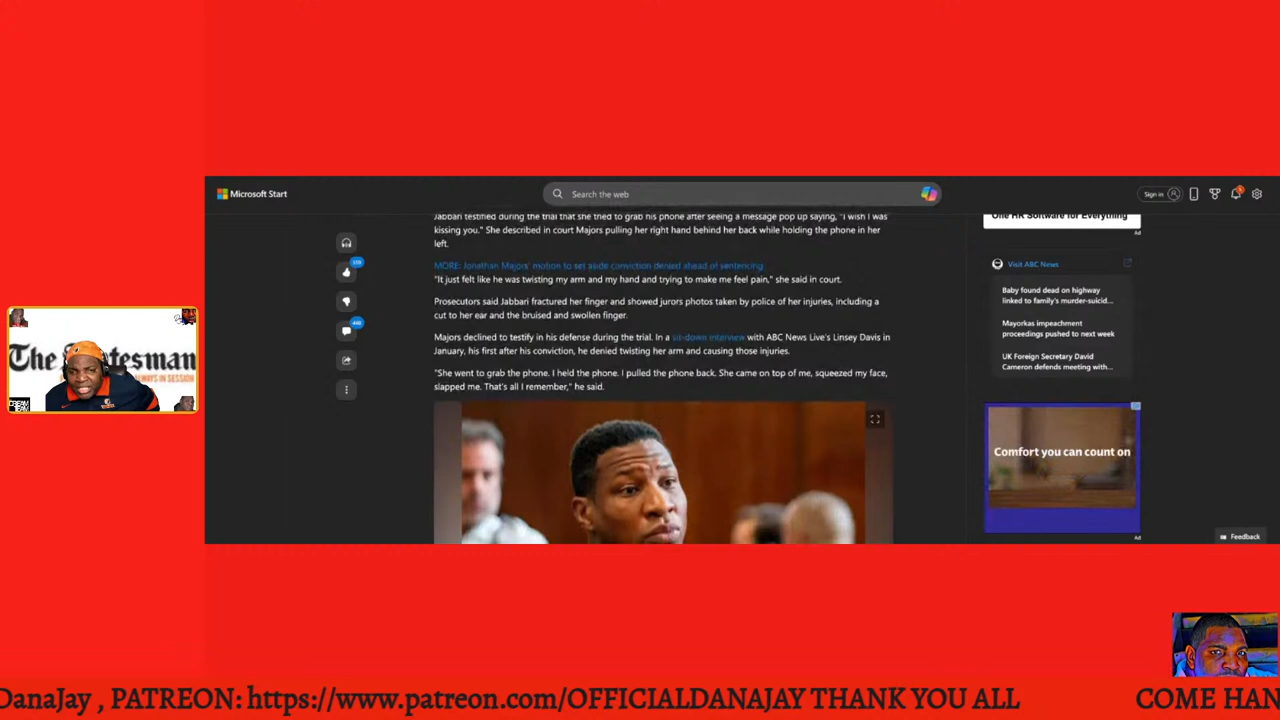 Microsoft Start
Search the web
Sign in
Jabbari testified during the trial that she tried to grab his phone after seeing a message pop up saying, "I wish I was
kissing you." She described in court Majors pulling her right hand behind her back while holding the phone in her
left.
MORE: Jonathan Majors' motion to set aside conviction denied ahead of sentencing
"It just felt like he was twisting my arm and my hand and trying to make me feel pain," she said in court.
Prosecutors said Jabbari fractured her finger and showed jurors photos taken by police of her injuries, including a
cut to her ear and the bruised and swollen finger.
Majors declined to testify in his defense during the trial. In a sit-down interview with ABC News Live's Linsey Davis in
January, his first after his conviction, he denied twisting her arm and causing those injuries.
"She went to grab the phone. I held the phone. I pulled the phone back. She came on top of me, squeezed my face,
slapped me. That's all I remember," he said.
One HR Software for Everything
Ad
Visit ABC News
Baby found dead on highway
linked to family's murder-suicid...
Mayorkas impeachment
proceedings pushed to next week
UK Foreign Secretary David
Cameron defends meeting with...
Comfort you can count on
Ad
Feedback
The
tesman
ALWAYS IN SESSION
DanaJay , PATREON: https://www.patreon.com/OFFICIALDANAJAY THANK YOU ALL
COME HAN